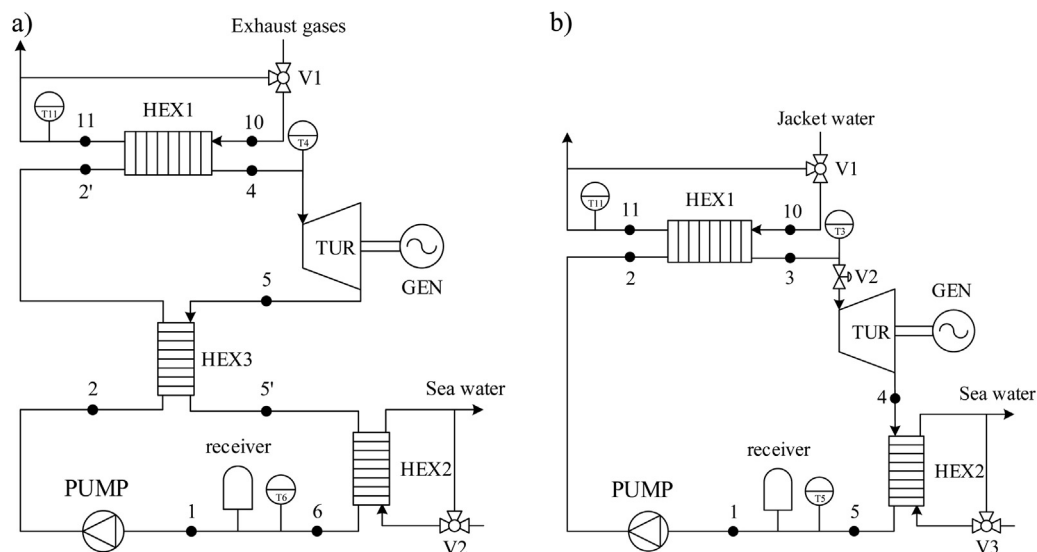 a)
Exhaust gases
V1
HEX1
T11
11
10
T4
2'
4
TUR
GEN
5
HEX3
2
5'
receiver
Sea water
HEX2
PUMP
T6
1
6
V2
b)
Jacket water
V1
HEX1
T11
11
10
T3
2
3
V2
GEN
TUR
4
Sea water
receiver
HEX2
PUMP
T5
1
5
V3